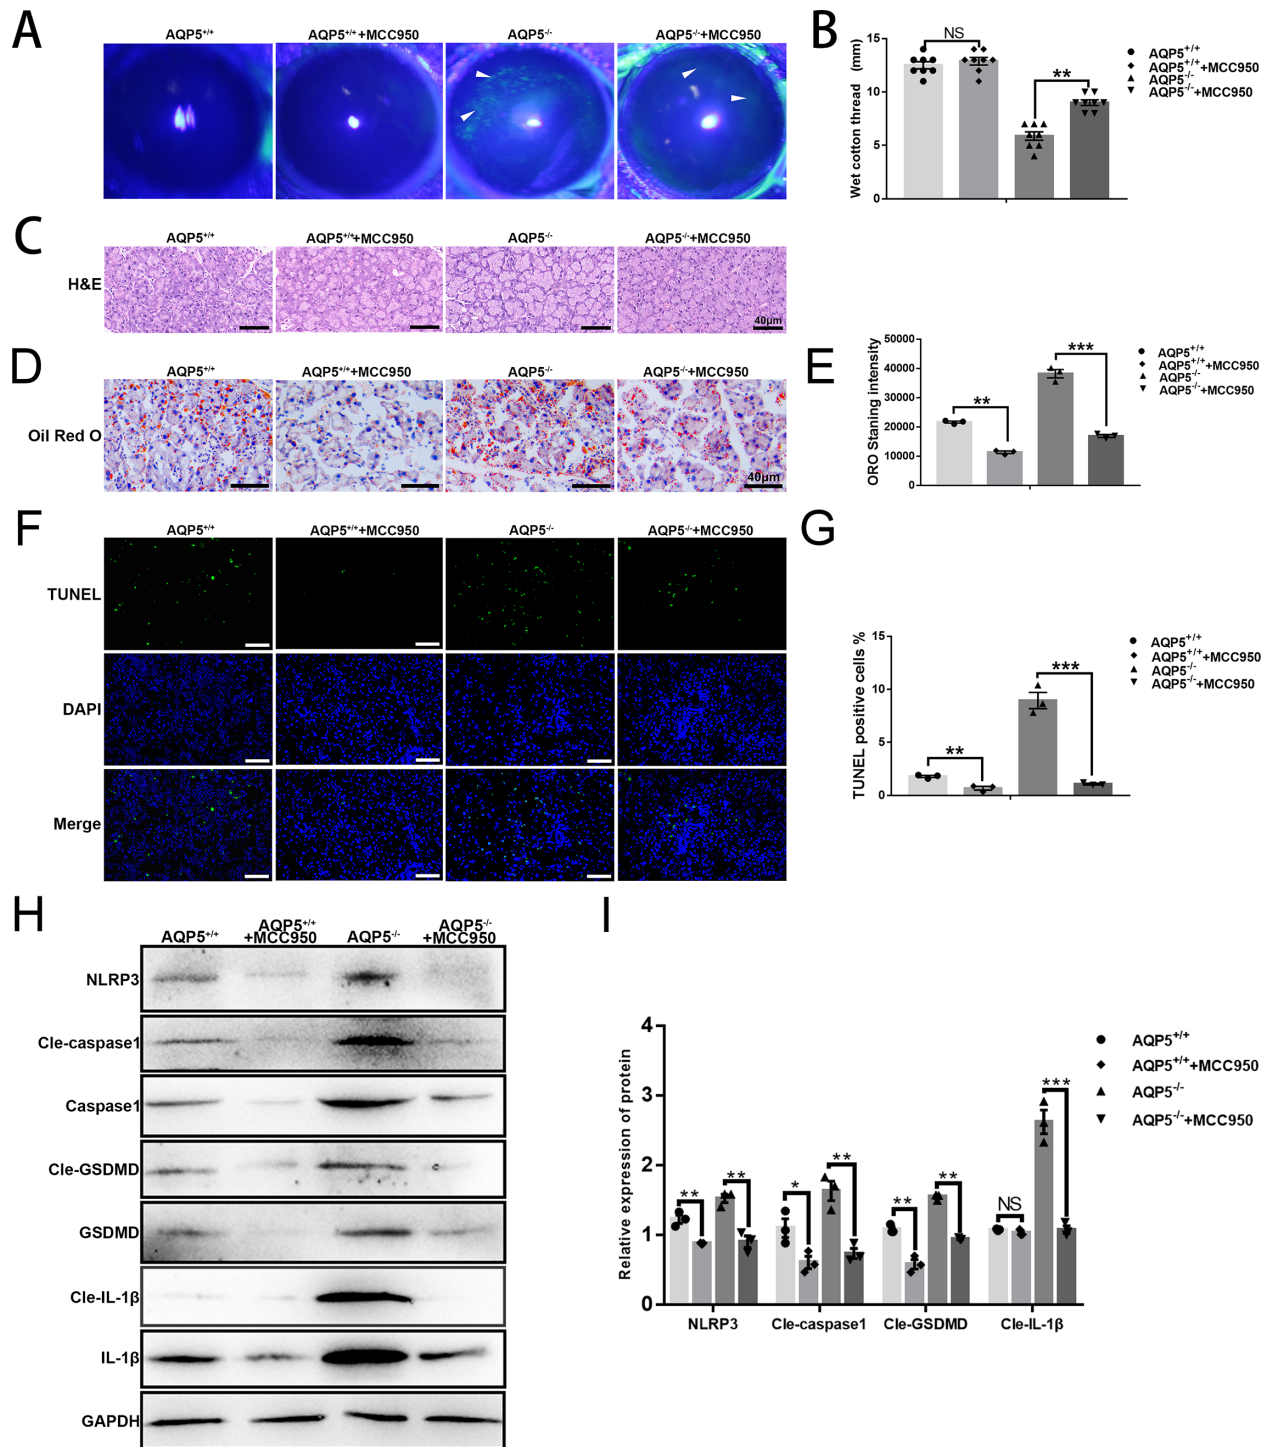 A
AQP5+/+
AQP5+/++MCC950
AQP5-/-
AQP5-/-+MCC950
B
Wet cotton thread (mm)
15
10
5
0
NS
**
AQP5+/+
AQP5+/++MCC950
AQP5-/-
AQP5-/-+MCC950
C
AQP5+/+
AQP5+/++MCC950
AQP5-/-
AQP5-/-+MCC950
H&E
40μm
D
AQP5+/+
AQP5+/++MCC950
AQP5-/-
AQP5-/-+MCC950
Oil Red O
40μm
E
ORO Staning intensity
50000
40000
30000
20000
10000
0
**
***
AQP5+/+
AQP5+/++MCC950
AQP5-/-
AQP5-/-+MCC950
F
AQP5+/+
AQP5+/++MCC950
AQP5-/-
AQP5-/-+MCC950
TUNEL
DAPI
Merge
G
TUNEL positive cells %
15
10
5
0
**
***
AQP5+/+
AQP5+/++MCC950
AQP5-/-
AQP5-/-+MCC950
H
AQP5+/+
AQP5+/+
+MCC950
AQP5-/-
AQP5-/-
+MCC950
NLRP3
Cle-caspase1
Caspase1
Cle-GSDMD
GSDMD
Cle-IL-1β
IL-1β
GAPDH
I
Relative expression of protein
4
3
2
1
0
**
**
*
**
**
**
NS
***
NLRP3
Cle-caspase1
Cle-GSDMD
Cle-IL-1β
AQP5+/+
AQP5+/++MCC950
AQP5-/-
AQP5-/-+MCC950